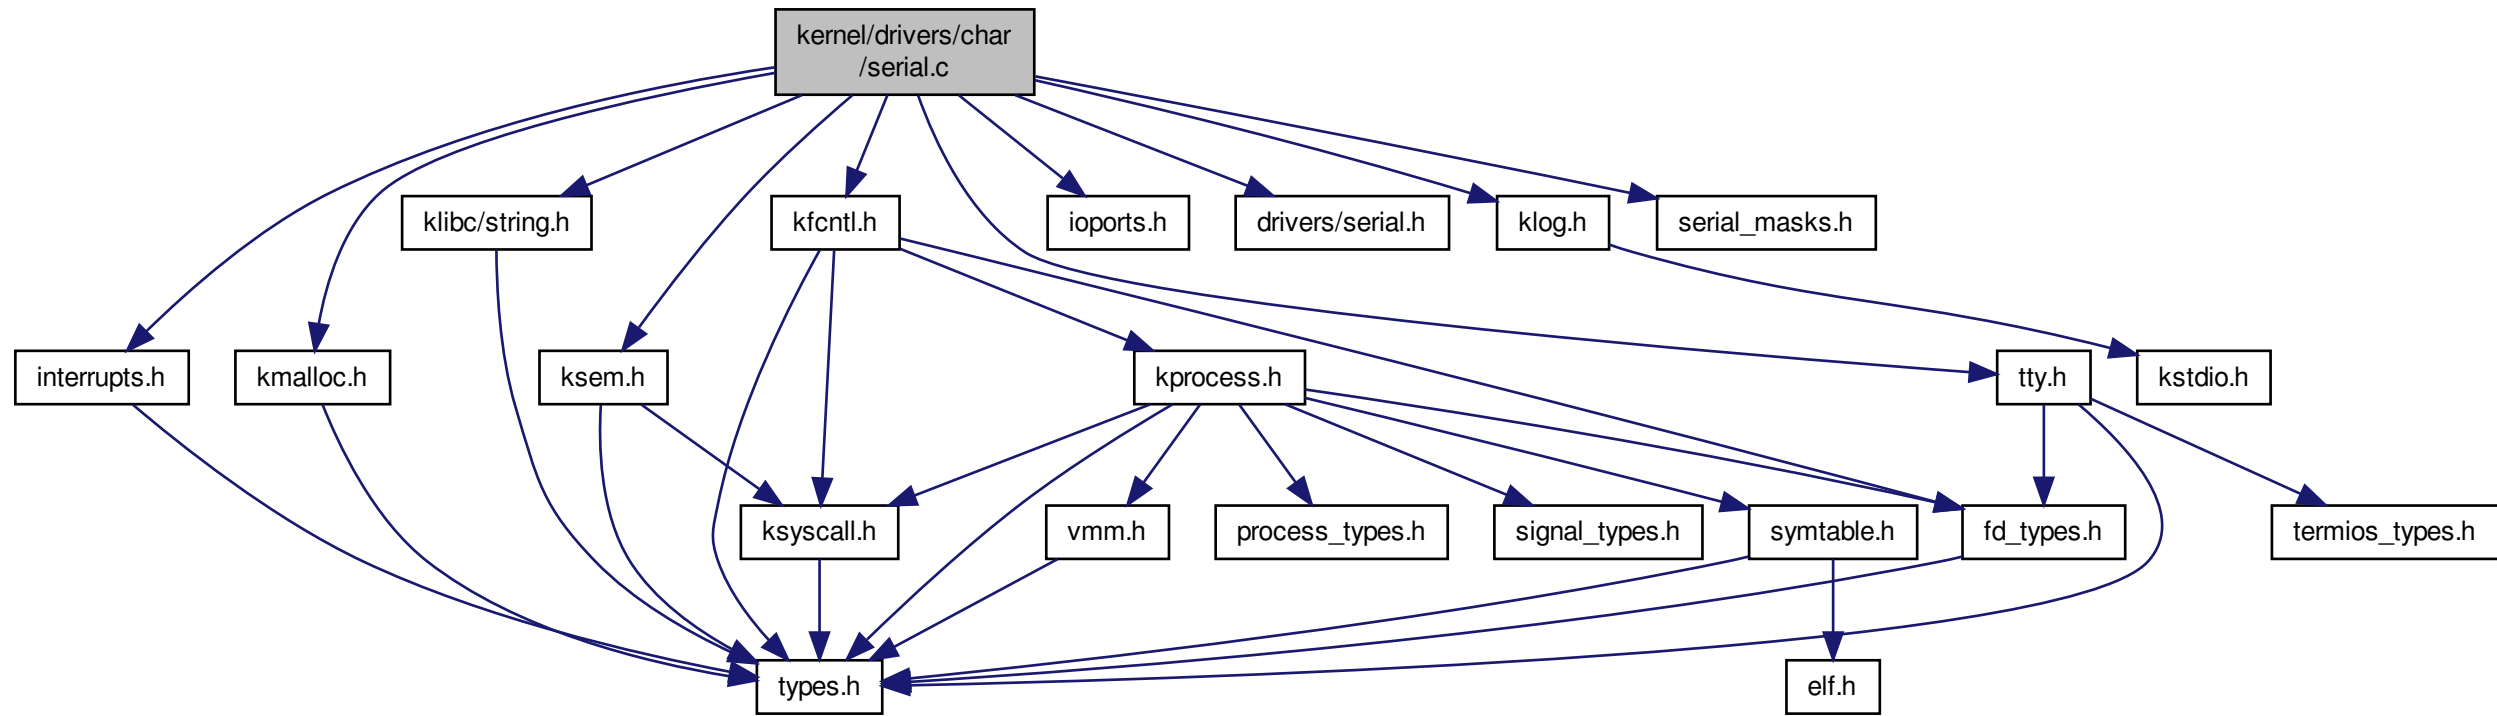 kernel/drivers/char
/serial.c
klibc/string.h
kfcntl.h
ioports.h
drivers/serial.h
klog.h
serial_masks.h
interrupts.h
kmalloc.h
ksem.h
kprocess.h
tty.h
kstdio.h
ksyscall.h
vmm.h
process_types.h
signal_types.h
symtable.h
fd_types.h
termios_types.h
types.h
elf.h